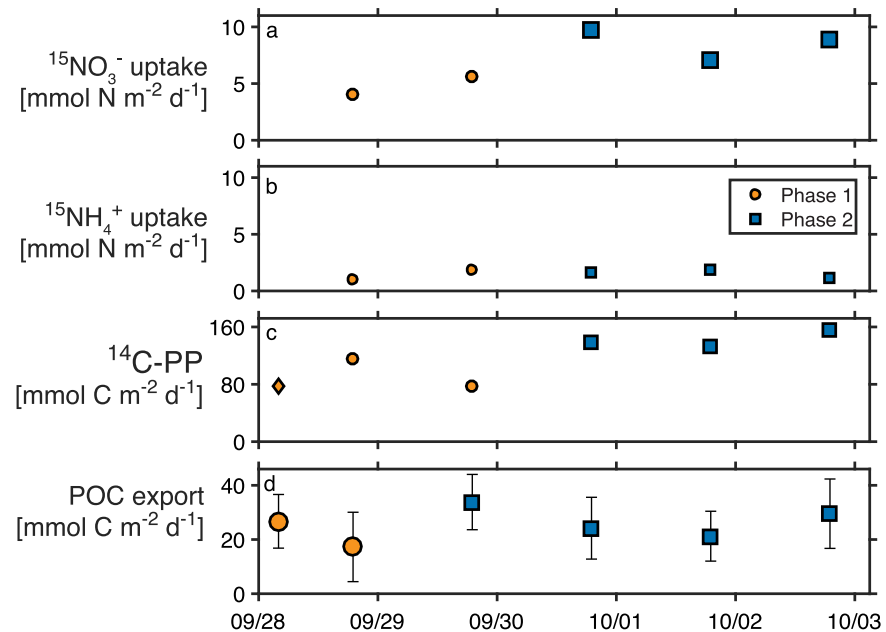 a
¹⁵NO₃⁻ uptake
[mmol N m⁻² d⁻¹]
10
5
0
b
¹⁵NH₄⁺ uptake
[mmol N m⁻² d⁻¹]
10
5
0
Phase 1
Phase 2
c
¹⁴C-PP
[mmol C m⁻² d⁻¹]
160
80
0
d
POC export
[mmol C m⁻² d⁻¹]
40
20
0
09/28 09/29 09/30 10/01 10/02 10/03